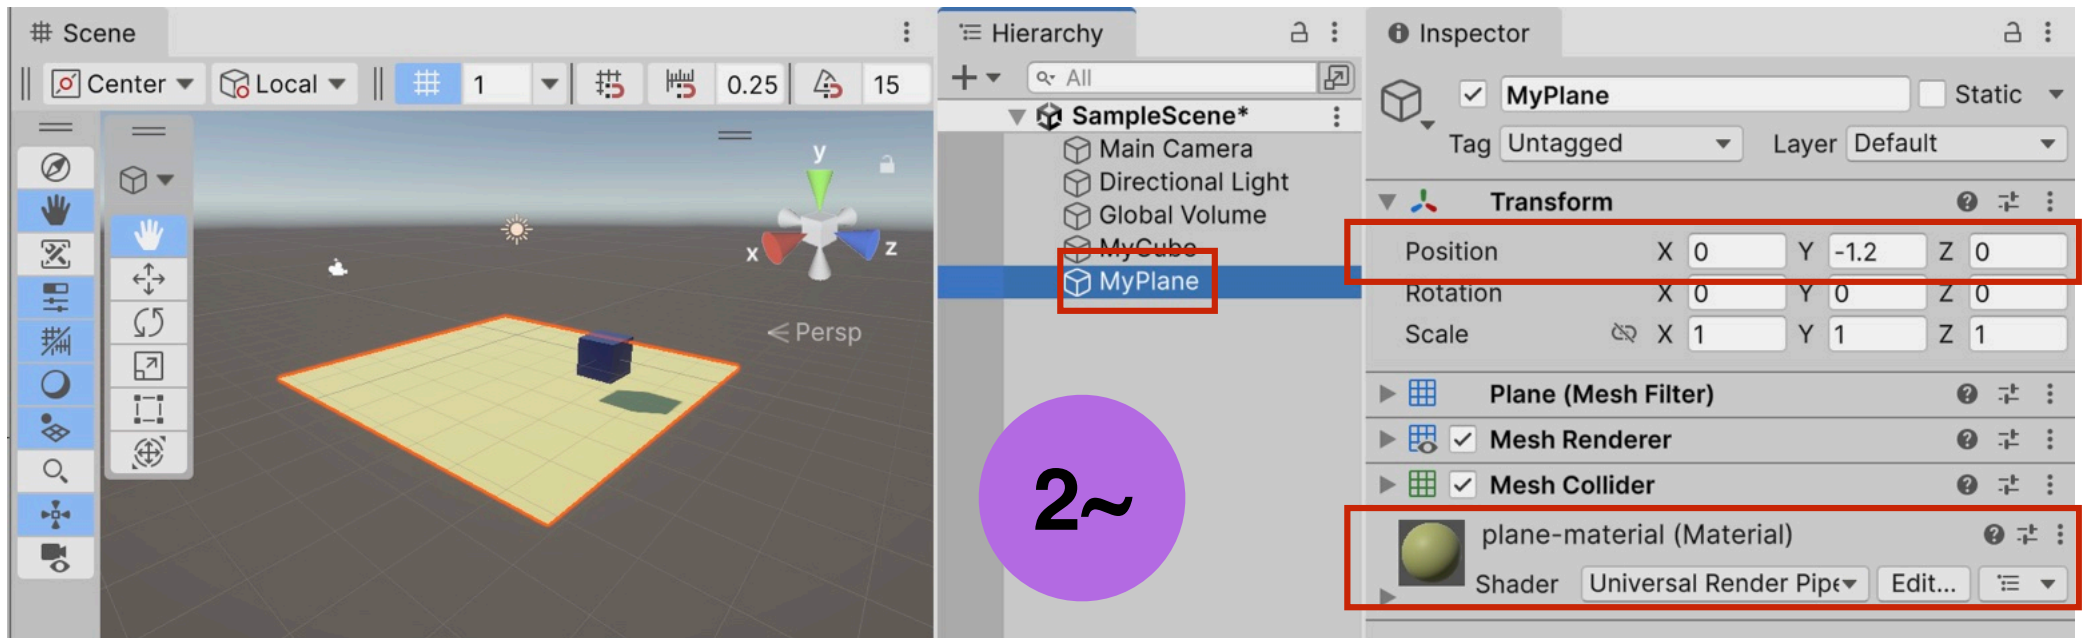 Scene
Center
Local
1
0.25
15
y
x
z
Persp
Hierarchy
All
SampleScene*
Main Camera
Directional Light
Global Volume
MyCube
MyPlane
2~
Inspector
MyPlane
Static
Tag Untagged Layer Default
Transform
Position X 0 Y -1.2 Z 0
Rotation X 0 Y 0 Z 0
Scale X 1 Y 1 Z 1
Plane (Mesh Filter)
Mesh Renderer
Mesh Collider
plane-material (Material)
Shader Universal Render Pipe Edit...